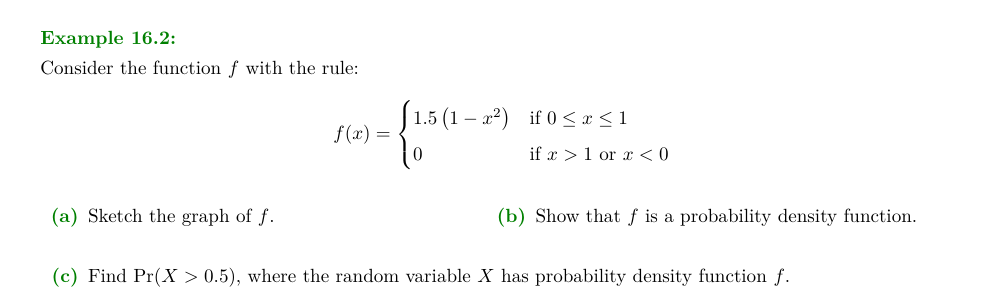 Example 16.2:
Consider the function f with the rule:
f(x) = { 1.5 (1 − x²) if 0 ≤ x ≤ 1
0 if x > 1 or x < 0
(a) Sketch the graph of f.
(b) Show that f is a probability density function.
(c) Find Pr(X > 0.5), where the random variable X has probability density function f.